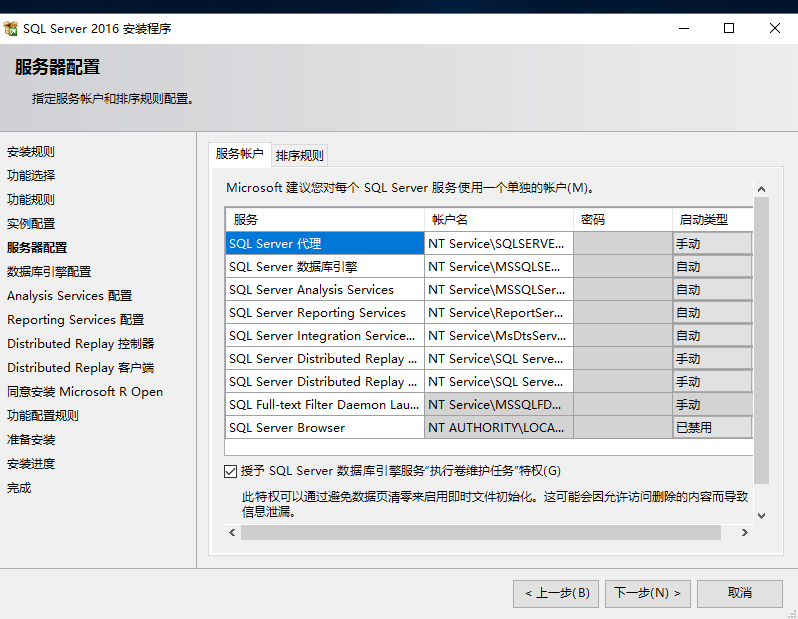 SQL Server 2016 安装程序
服务器配置
指定服务帐户和排序规则配置。
安装规则
功能选择
功能规则
实例配置
服务器配置
数据库引擎配置
Analysis Services 配置
Reporting Services 配置
Distributed Replay 控制器
Distributed Replay 客户端
同意安装 Microsoft R Open
功能配置规则
准备安装
安装进度
完成
服务帐户 排序规则
Microsoft 建议您对每个 SQL Server 服务使用一个单独的帐户(M)。
服务 帐户名 密码 启动类型
SQL Server 代理 NT Service\SQLSERVE... 手动
SQL Server 数据库引擎 NT Service\MSSQLSE... 自动
SQL Server Analysis Services NT Service\MSSQLSer... 自动
SQL Server Reporting Services NT Service\ReportSer... 自动
SQL Server Integration Service... NT Service\MsDtsServ... 自动
SQL Server Distributed Replay ... NT Service\SQL Serve... 手动
SQL Server Distributed Replay ... NT Service\SQL Serve... 手动
SQL Full-text Filter Daemon Lau... NT Service\MSSQLFD... 手动
SQL Server Browser NT AUTHORITY\LOCA... 已禁用
授予 SQL Server 数据库引擎服务“执行卷维护任务”特权(G)
此特权可以通过避免数据页清零来启用即时文件初始化。这可能会因允许访问删除的内容而导致
信息泄漏。
< 上一步(B) 下一步(N) > 取消